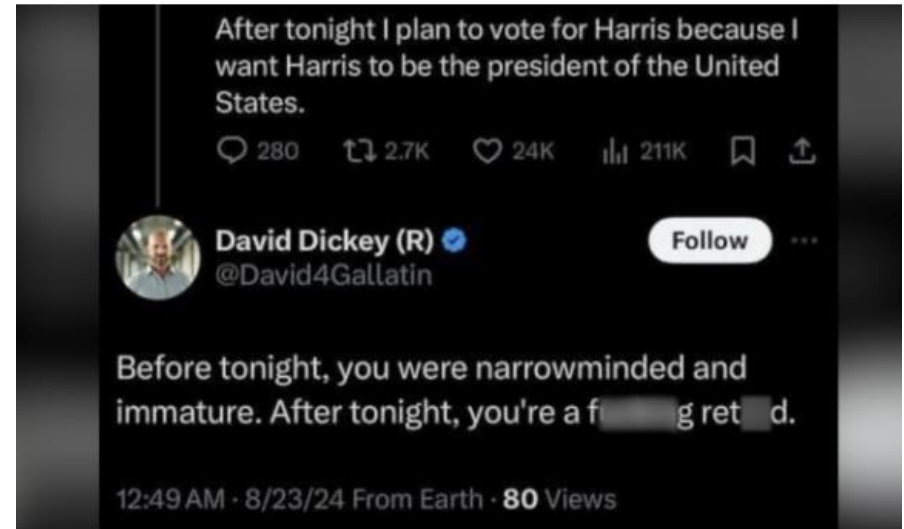 After tonight I plan to vote for Harris because I
want Harris to be the president of the United
States.
280 2.7K 24K 211K
David Dickey (R)
Follow
@David4Gallatin
Before tonight, you were narrowminded and
immature. After tonight, you're a f g ret d.
12:49 AM · 8/23/24 From Earth · 80 Views